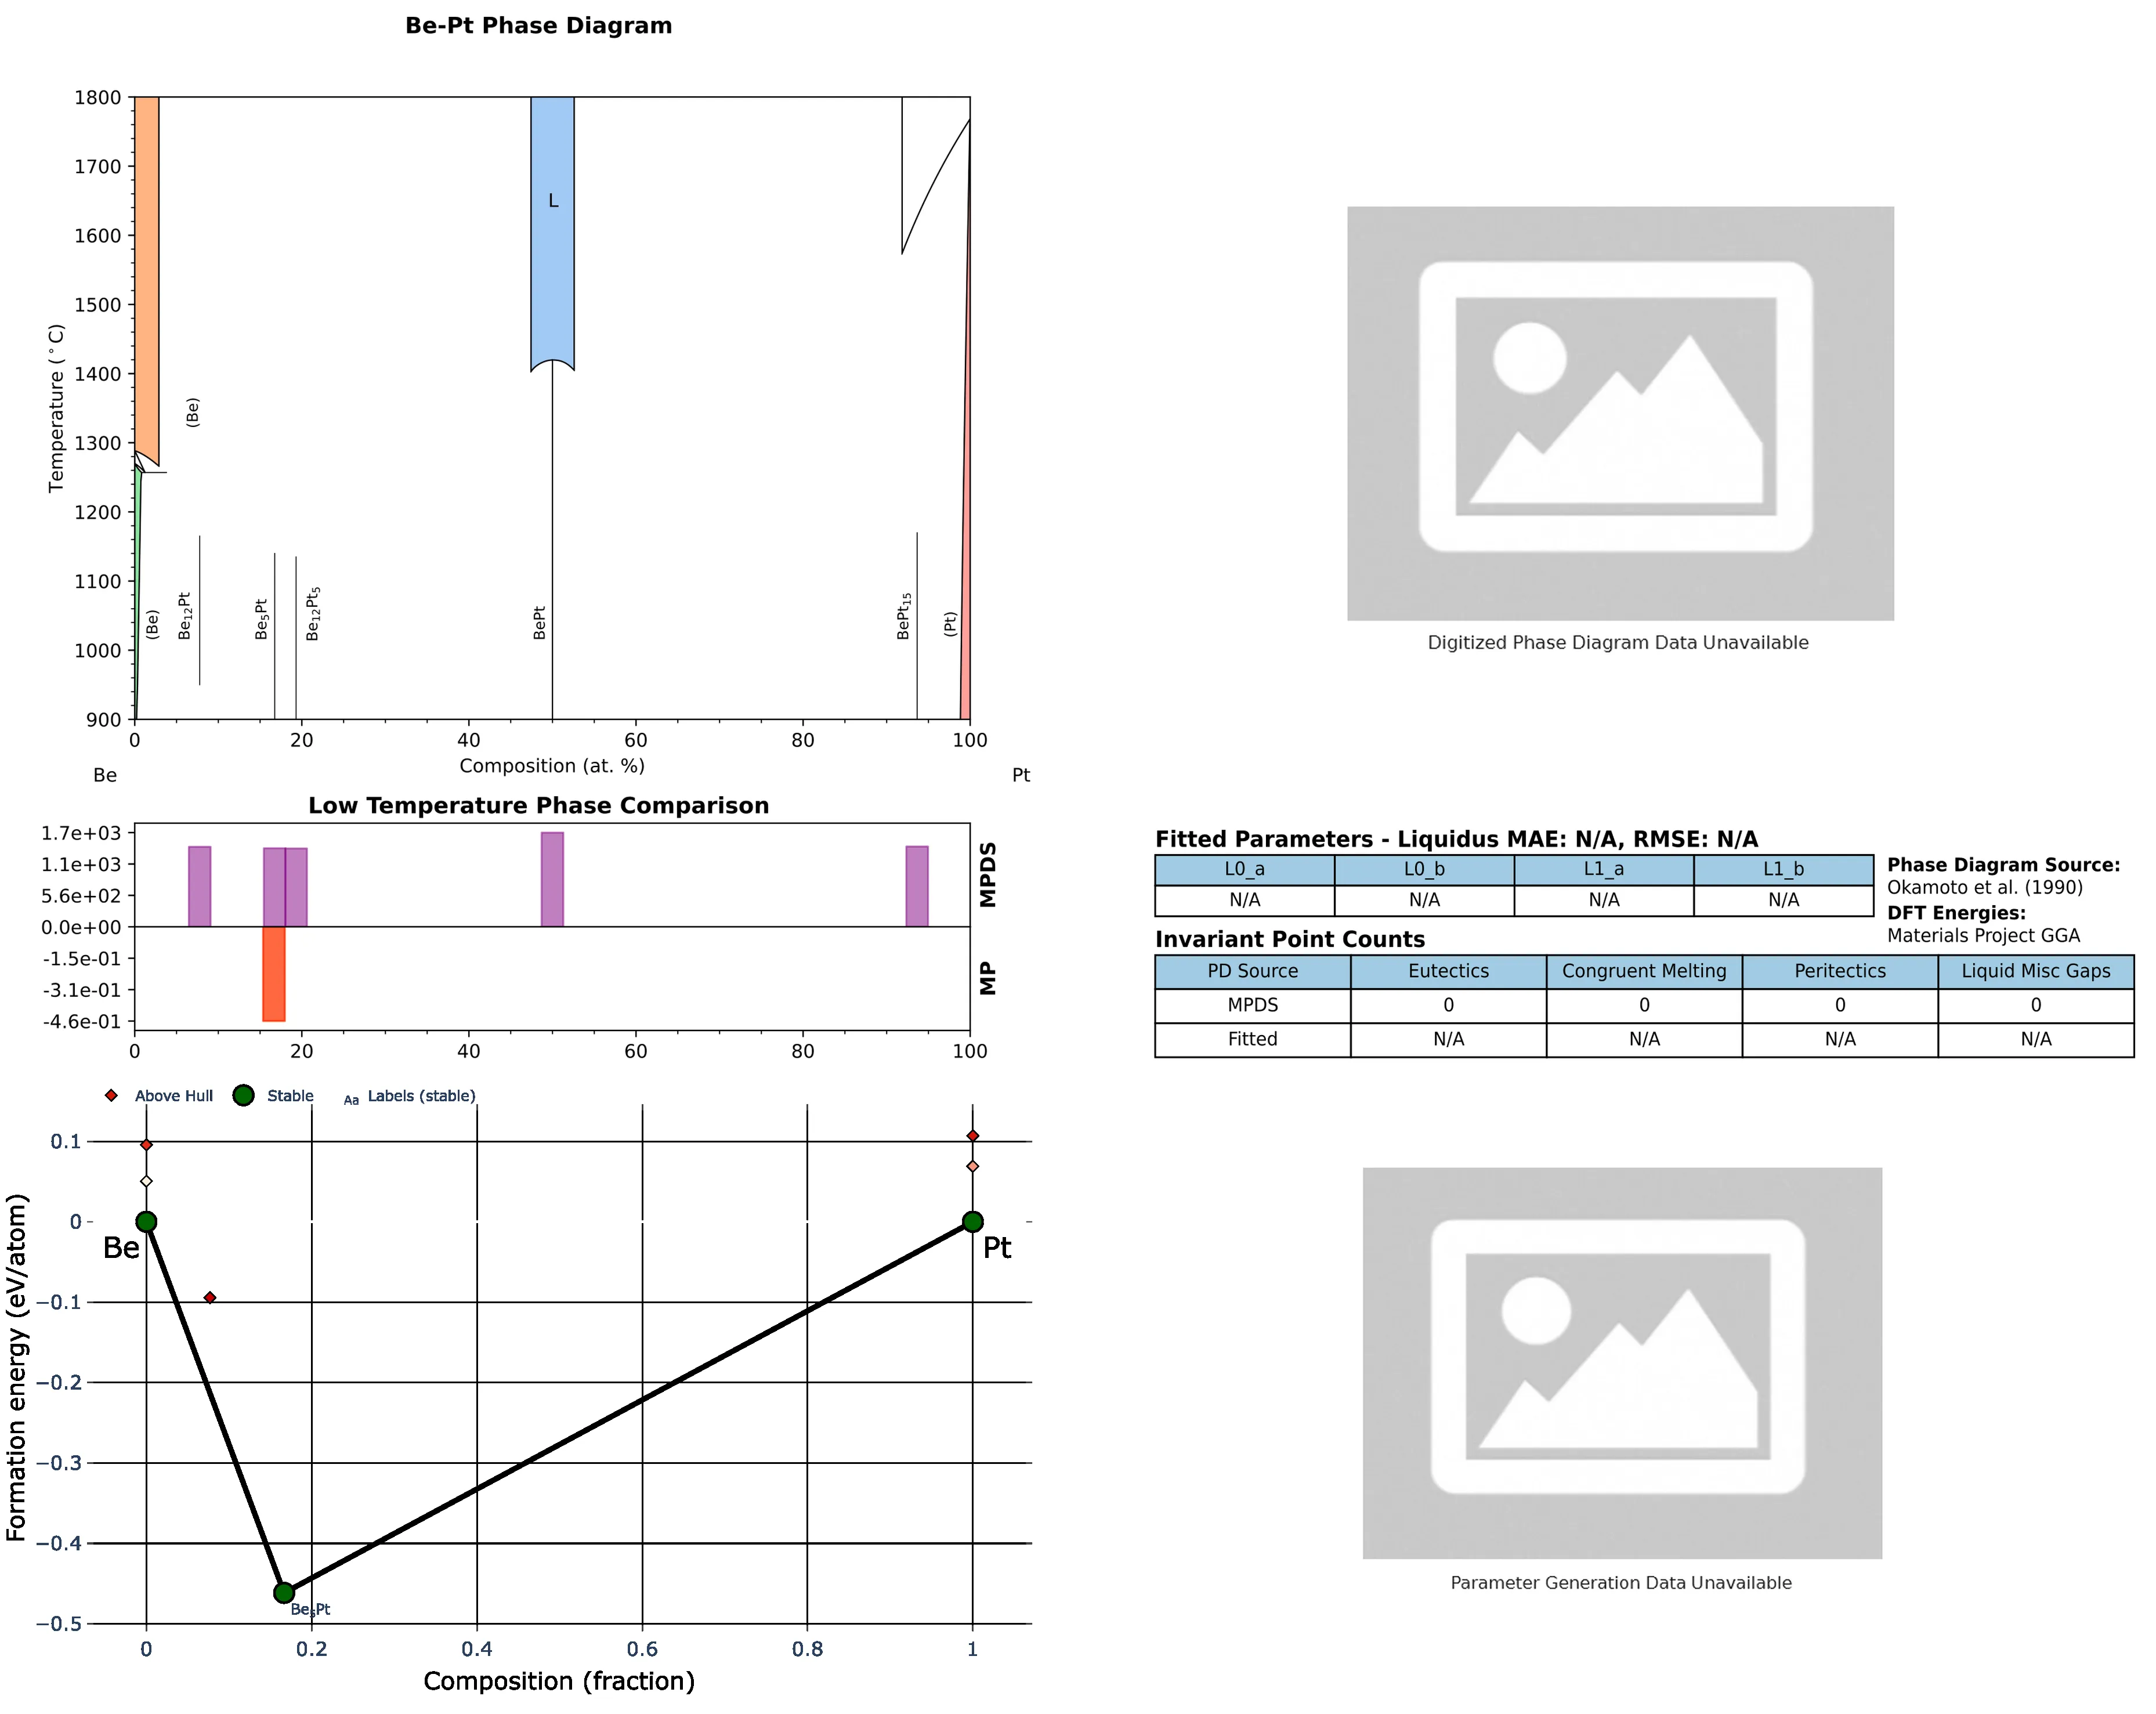 Be-Pt Phase Diagram
1800
1700
1600
1500
1400
1300
1200
1100
1000
900
Temperature (°C)
L
(Be)
(Be)
Be12Pt
Be5Pt
Be12Pt5
BePt
BePt15
(Pt)
0 20 40 60 80 100
Composition (at. %)
Be Pt
Digitized Phase Diagram Data Unavailable
Low Temperature Phase Comparison
1.7e+03
1.1e+03
5.6e+02
0.0e+00
-1.5e-01
-3.1e-01
-4.6e-01
MPDS
MP
0 20 40 60 80 100
Fitted Parameters - Liquidus MAE: N/A, RMSE: N/A
L0_a L0_b L1_a L1_b
N/A N/A N/A N/A
Phase Diagram Source:
Okamoto et al. (1990)
DFT Energies:
Materials Project GGA
Invariant Point Counts
PD Source Eutectics Congruent Melting Peritectics Liquid Misc Gaps
MPDS 0 0 0 0
Fitted N/A N/A N/A N/A
Above Hull Stable Aa Labels (stable)
0.1
0
−0.1
−0.2
−0.3
−0.4
−0.5
Formation energy (eV/atom)
Be
Pt
Be5Pt
0 0.2 0.4 0.6 0.8 1
Composition (fraction)
Parameter Generation Data Unavailable